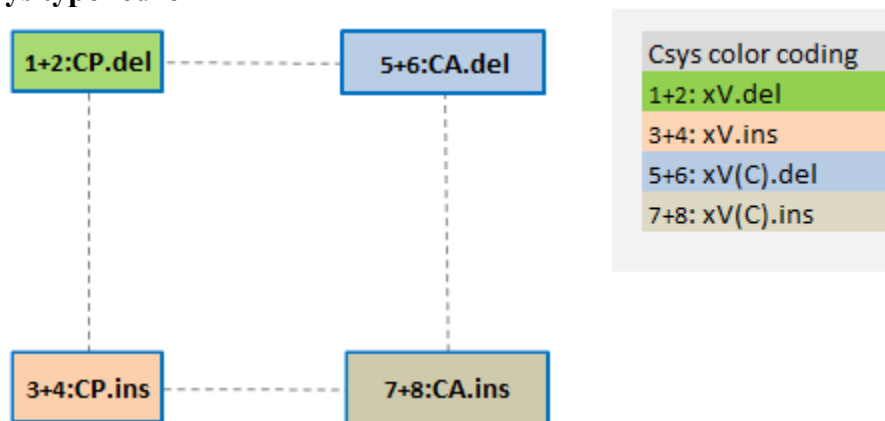 1+2:CP.del
5+6:CA.del
3+4:CP.ins
7+8:CA.ins
Csys color coding
1+2: xV.del
3+4: xV.ins
5+6: xV(C).del
7+8: xV(C).ins